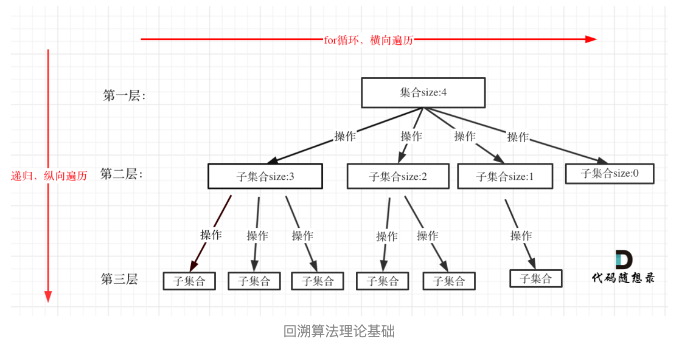 for循环、横向遍历
第一层：
集合size:4
操作 操作 操作 操作
递归、纵向遍历
第二层：
子集合size:3 子集合size:2 子集合size:1 子集合size:0
操作 操作 操作 操作 操作 操作
第三层
子集合 子集合 子集合 子集合 子集合 子集合
代码随想录
回溯算法理论基础